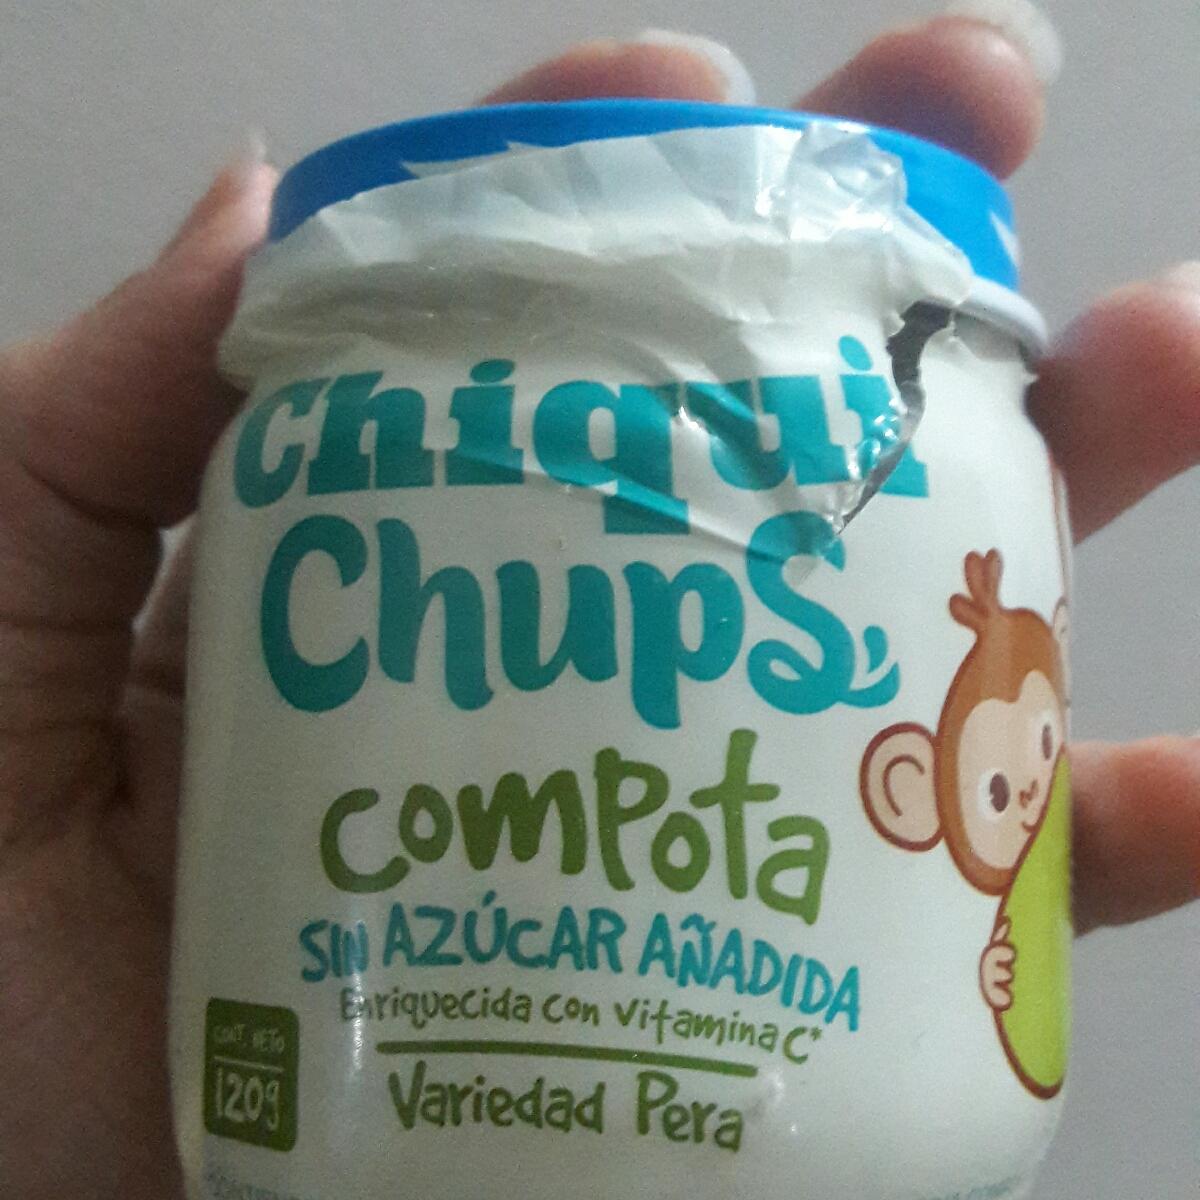 Chiqui
ChupS
compota
SIN AZÚCAR AÑADIDA
Enriquecida con Vitamina C*
Variedad Pera
CONT. NETO
120g